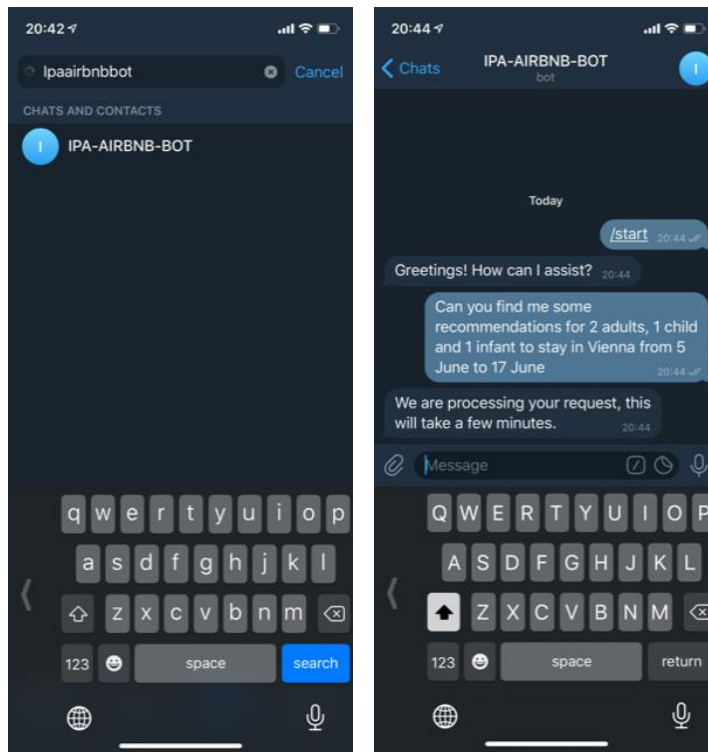 20:42
Ipaairbnbbot
Cancel
CHATS AND CONTACTS
I
IPA-AIRBNB-BOT
q w e r t y u i o p
a s d f g h j k l
z x c v b n m
123
space
search
20:44
Chats
IPA-AIRBNB-BOT
bot
I
Today
/start 20:44
Greetings! How can I assist? 20:44
Can you find me some
recommendations for 2 adults, 1 child
and 1 infant to stay in Vienna from 5
June to 17 June
20:44
We are processing your request, this
will take a few minutes.
20:44
Message
Q W E R T Y U I O P
A S D F G H J K L
Z X C V B N M
123
space
return